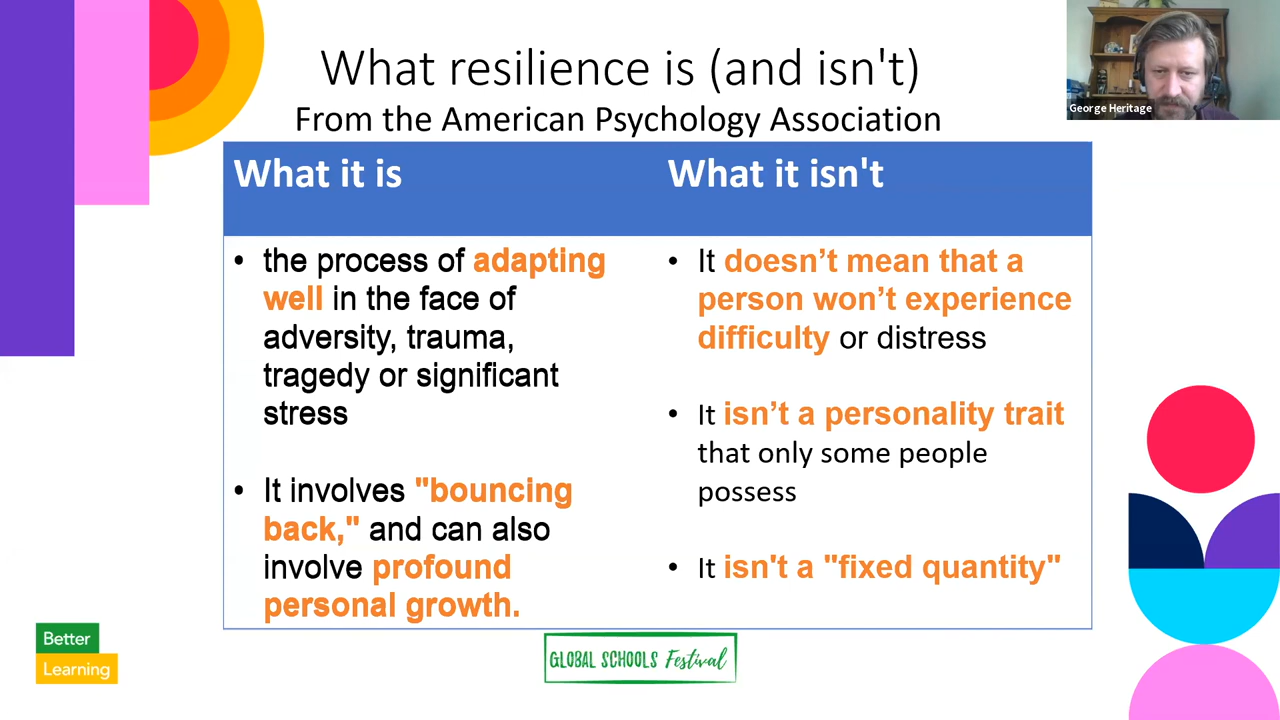 What resilience is (and isn't)
From the American Psychology Association
George Heritage
What it is
What it isn't
• the process of adapting
well in the face of
adversity, trauma,
tragedy or significant
stress
• It involves "bouncing
back," and can also
involve profound
personal growth.
• It doesn’t mean that a
person won’t experience
difficulty or distress
• It isn’t a personality trait
that only some people
possess
• It isn't a "fixed quantity"
Better
Learning
GLOBAL SCHOOLS Festival